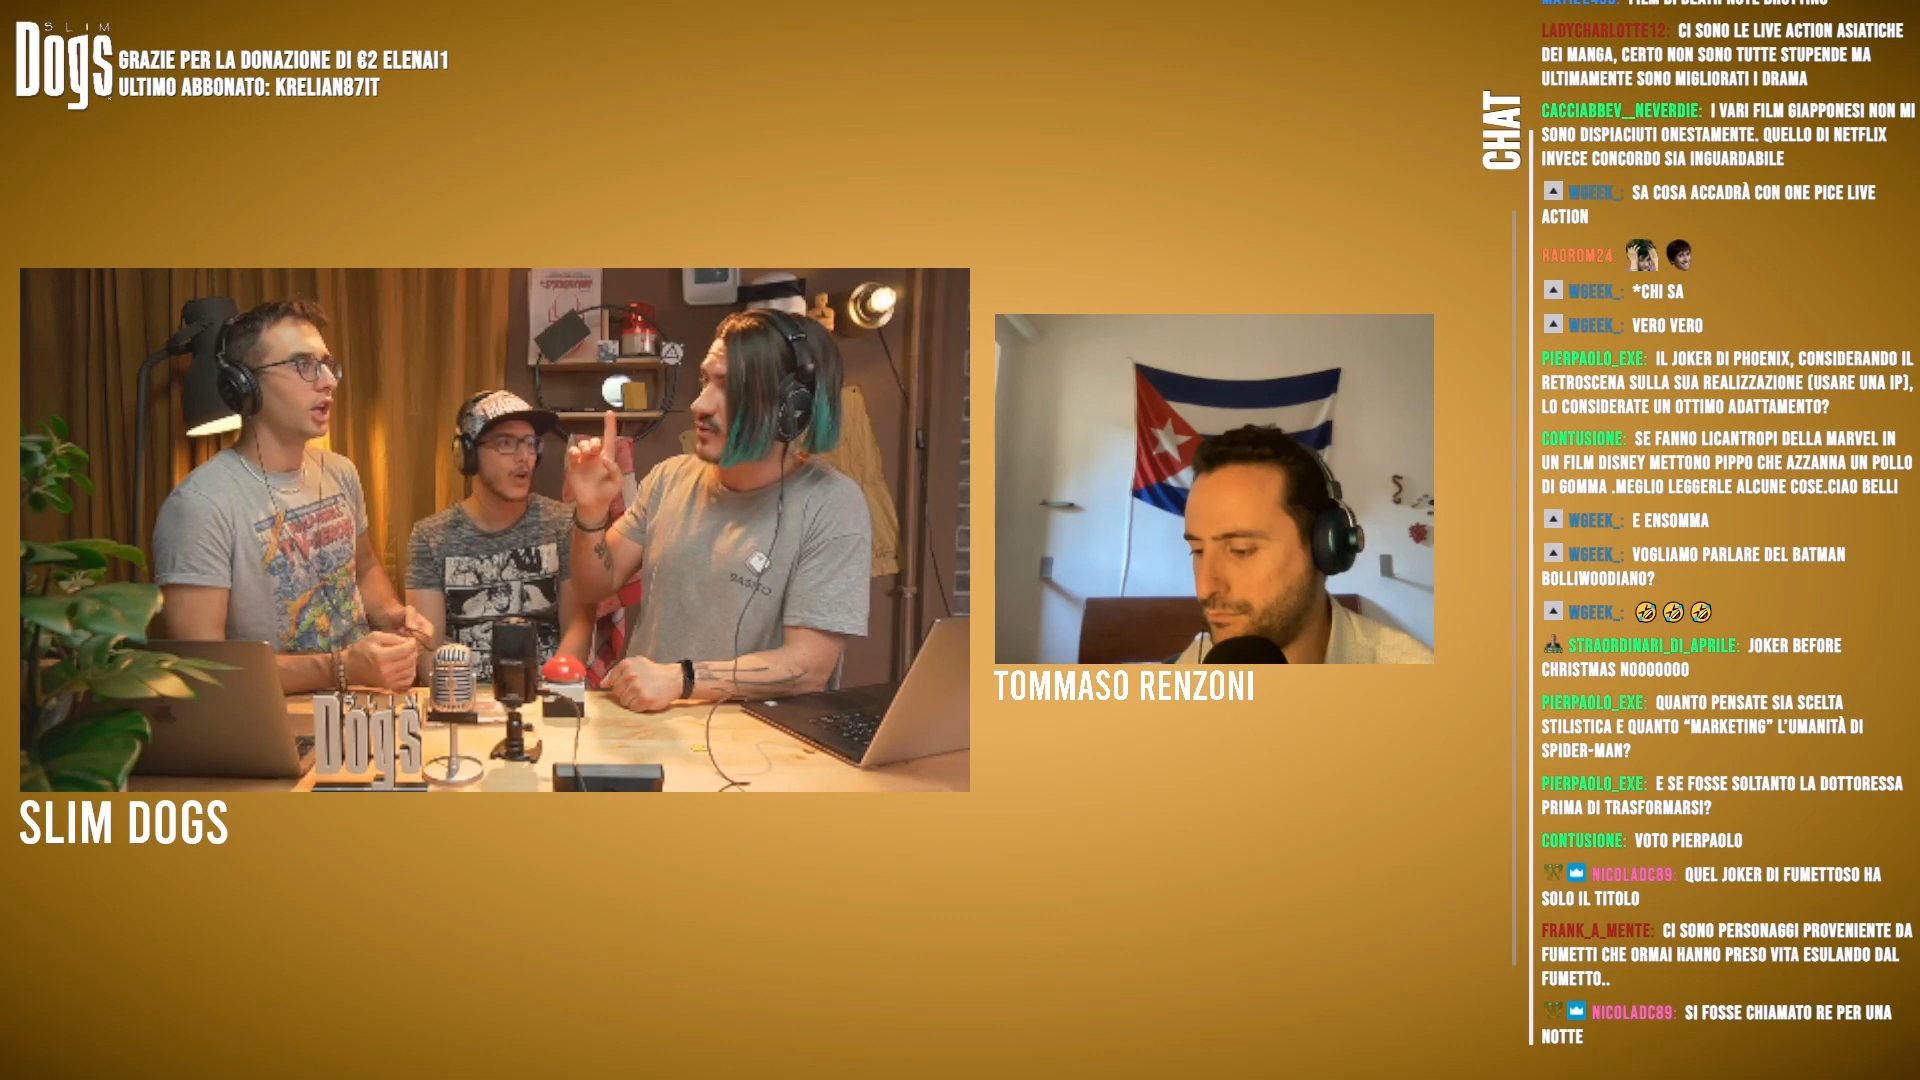 SLIM
Dogs
GRAZIE PER LA DONAZIONE DI €2 ELENAI1
ULTIMO ABBONATO: KRELIAN87IT
SLIM DOGS
Dogs
BASICO
TOMMASO RENZONI
CHAT
LADYCHARLOTTE12: CI SONO LE LIVE ACTION ASIATICHE
DEI MANGA, CERTO NON SONO TUTTE STUPENDE MA
ULTIMAMENTE SONO MIGLIORATI I DRAMA
CACCIABBEV__NEVERDIE: I VARI FILM GIAPPONESI NON MI
SONO DISPIACIUTI ONESTAMENTE. QUELLO DI NETFLIX
INVECE CONCORDO SIA INGUARDABILE
WGEEK_: SA COSA ACCADRÀ CON ONE PICE LIVE
ACTION
RADROM24:
WGEEK_: *CHI SA
WGEEK_: VERO VERO
PIERPAOLO_EXE: IL JOKER DI PHOENIX, CONSIDERANDO IL
RETROSCENA SULLA SUA REALIZZAZIONE (USARE UNA IP),
LO CONSIDERATE UN OTTIMO ADATTAMENTO?
CONTUSIONE: SE FANNO LICANTROPI DELLA MARVEL IN
UN FILM DISNEY METTONO PIPPO CHE AZZANNA UN POLLO
DI GOMMA .MEGLIO LEGGERLE ALCUNE COSE.CIAO BELLI
WGEEK_: E ENSOMMA
WGEEK_: VOGLIAMO PARLARE DEL BATMAN
BOLLIWOODIANO?
WGEEK_: 🤣 🤣 🤣
STRAORDINARI_DI_APRILE: JOKER BEFORE
CHRISTMAS NOOOOOOO
PIERPAOLO_EXE: QUANTO PENSATE SIA SCELTA
STILISTICA E QUANTO “MARKETING” L’UMANITÀ DI
SPIDER-MAN?
PIERPAOLO_EXE: E SE FOSSE SOLTANTO LA DOTTORESSA
PRIMA DI TRASFORMARSI?
CONTUSIONE: VOTO PIERPAOLO
NICOLADC89: QUEL JOKER DI FUMETTOSO HA
SOLO IL TITOLO
FRANK_A_MENTE: CI SONO PERSONAGGI PROVENIENTE DA
FUMETTI CHE ORMAI HANNO PRESO VITA ESULANDO DAL
FUMETTO..
NICOLADC89: SI FOSSE CHIAMATO RE PER UNA
NOTTE